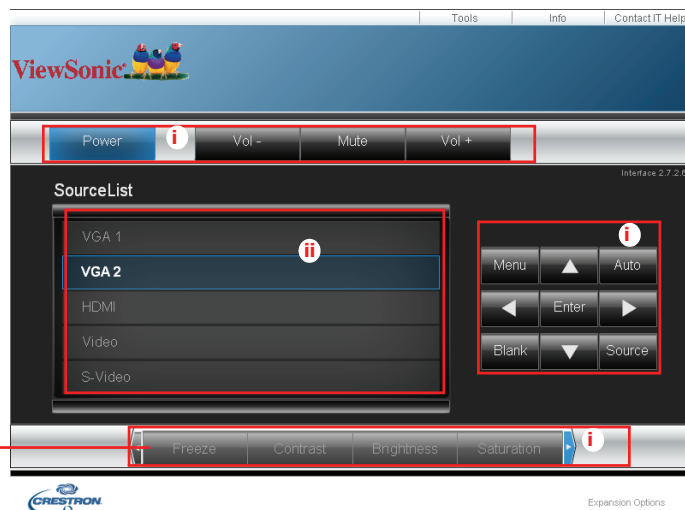 Tools Info Contact IT Help
ViewSonic
Power i Vol - Mute Vol +
Interface 2.7.2.6
SourceList
VGA 1
ii
VGA 2
HDMI
Video
S-Video
i
Menu Auto
Enter
Blank Source
Freeze Contrast Brightness Saturation i
CRESTRON
Expansion Options